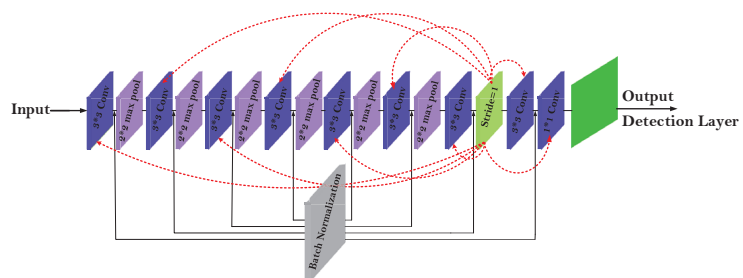 Input
3*3 Conv
2*2 max pool
3*3 Conv
2*2 max pool
3*3 Conv
2*2 max pool
3*3 Conv
2*2 max pool
3*3 Conv
2*2 max pool
3*3 Conv
2*2 max pool
3*3 Conv
Stride=1
3*3 Conv
1*1 Conv
Output
Detection Layer
Batch Normalization